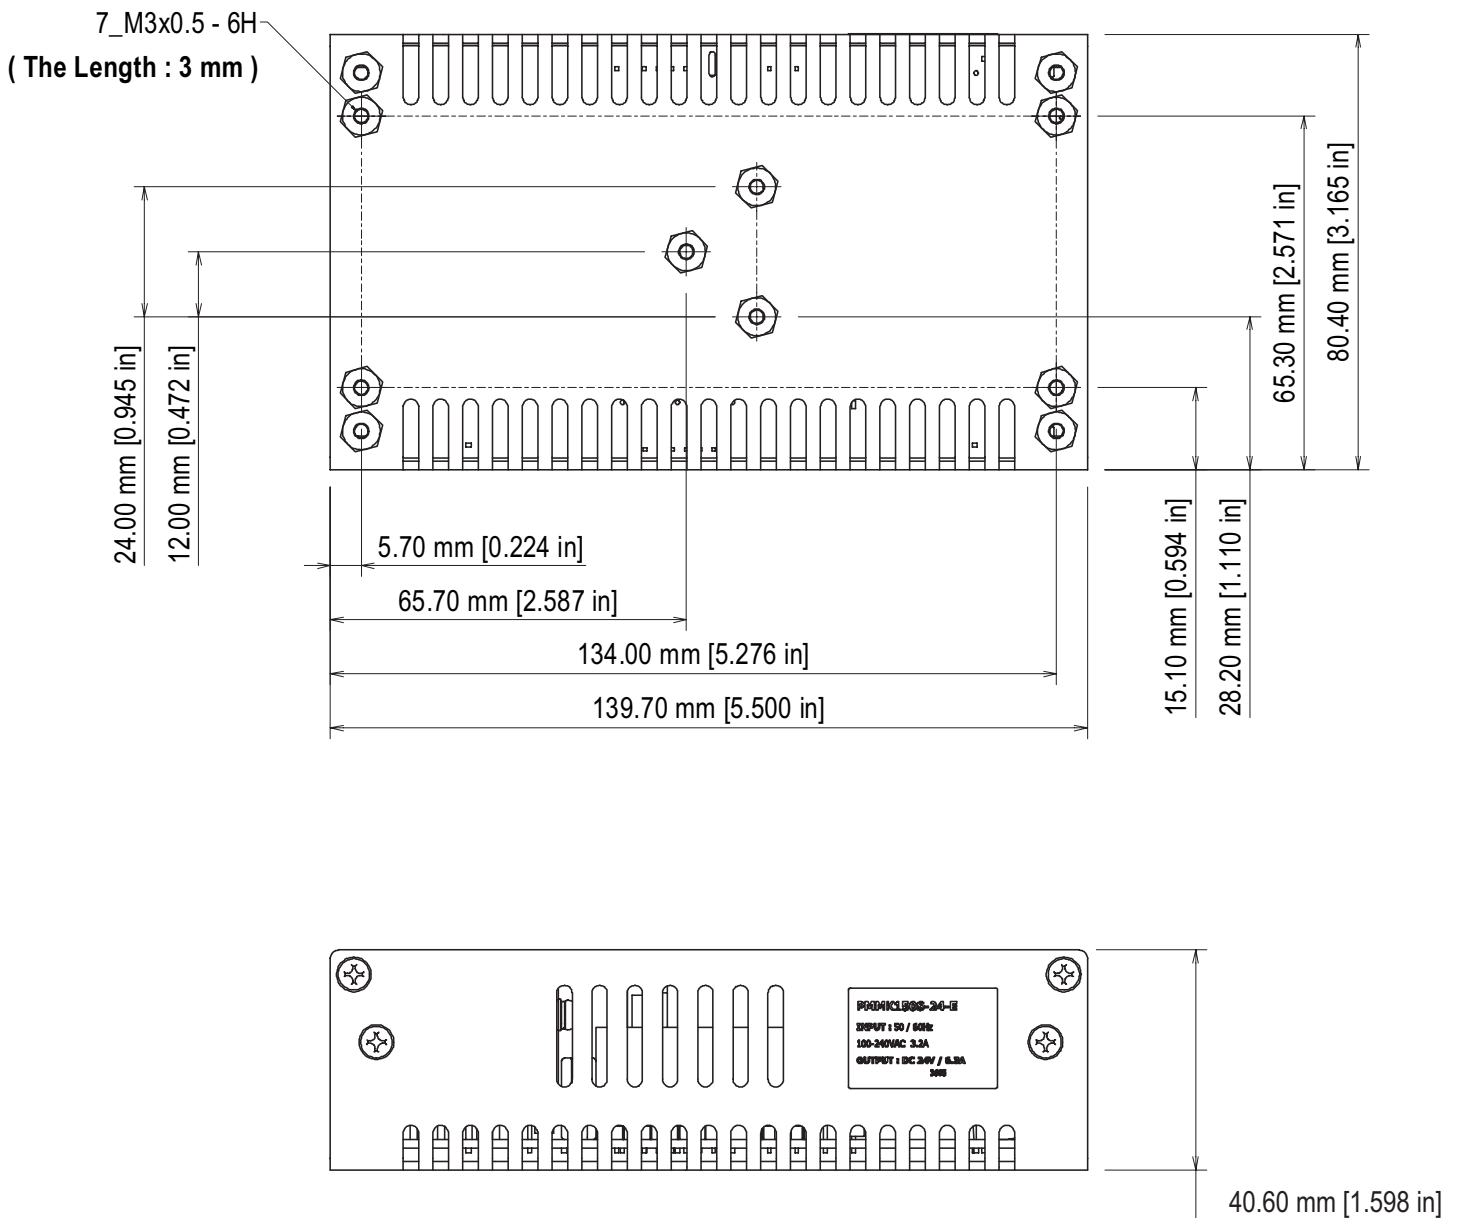 7_M3x0.5 - 6H
( The Length : 3 mm )
24.00 mm [0.945 in]
12.00 mm [0.472 in]
65.30 mm [2.571 in]
80.40 mm [3.165 in]
5.70 mm [0.224 in]
65.70 mm [2.587 in]
134.00 mm [5.276 in]
139.70 mm [5.500 in]
15.10 mm [0.594 in]
28.20 mm [1.110 in]
INPUT : 50 / 60Hz
100-240VAC 3.2A
OUTPUT : DC 24V /
40.60 mm [1.598 in]